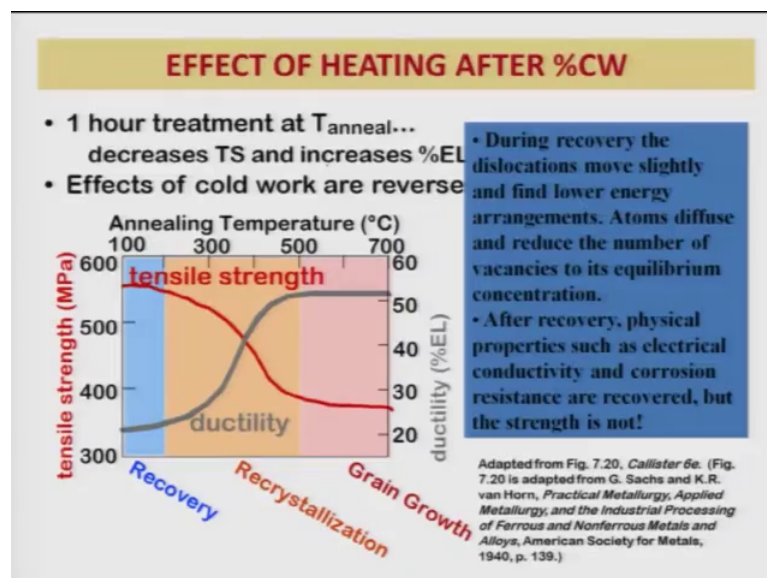 EFFECT OF HEATING AFTER %CW
• 1 hour treatment at Tanneal...
decreases TS and increases %EL
• Effects of cold work are reverse
Annealing Temperature (°C)
100 300 500 700
600 60
tensile strength
500 50
40
400 30
ductility
300 20
tensile strength (MPa)
ductility (%EL)
Recovery
Recrystallization
Grain Growth
• During recovery the
dislocations move slightly
and find lower energy
arrangements. Atoms diffuse
and reduce the number of
vacancies to its equilibrium
concentration.
• After recovery, physical
properties such as electrical
conductivity and corrosion
resistance are recovered, but
the strength is not!
Adapted from Fig. 7.20, Callister 6e. (Fig.
7.20 is adapted from G. Sachs and K.R.
van Horn, Practical Metallurgy, Applied
Metallurgy, and the Industrial Processing
of Ferrous and Nonferrous Metals and
Alloys, American Society for Metals,
1940, p. 139.)